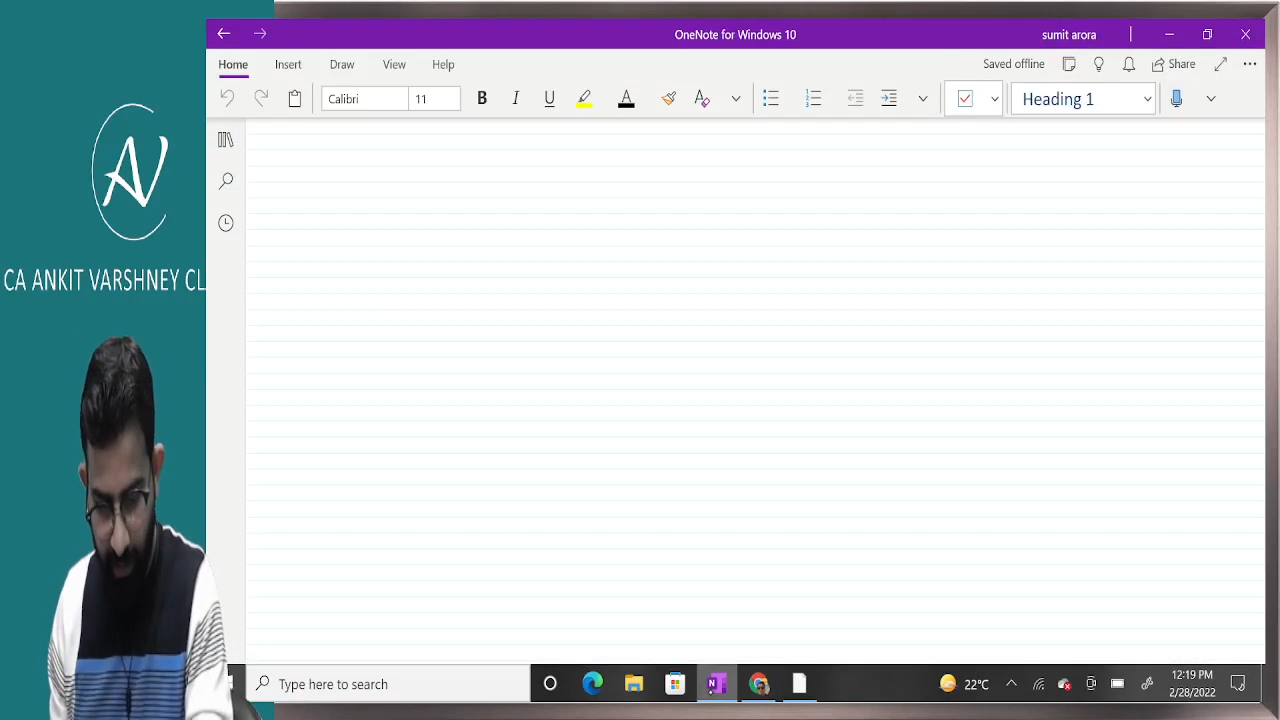 AV
CA ANKIT VARSHNEY CL
OneNote for Windows 10
sumit arora
Home
Insert
Draw
View
Help
Saved offline
Share
Calibri
11
B
I
U
A
A
Heading 1
Type here to search
N
22°
12:19 PM
2/28/2022